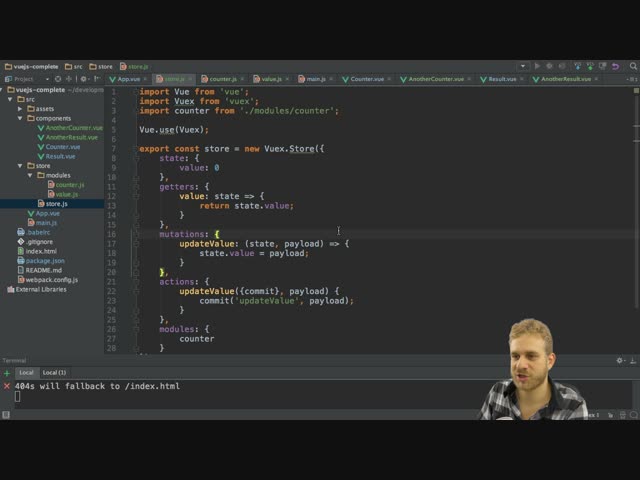 vuejs-complete src store store.js
Project
App.vue store.js counter.js value.js main.js Counter.vue AnotherCounter.vue Result.vue AnotherResult.vue
vuejs-complete ~/developm
src
assets
components
AnotherCounter.vue
AnotherResult.vue
Counter.vue
Result.vue
store
modules
counter.js
value.js
store.js
App.vue
main.js
.babelrc
.gitignore
index.html
package.json
README.md
webpack.config.js
External Libraries
1 import Vue from 'vue';
2 import Vuex from 'vuex';
3 import counter from './modules/counter';
4
5 Vue.use(Vuex);
6
7 export const store = new Vuex.Store({
8 state: {
9 value: 0
10 },
11 getters: {
12 value: state => {
13 return state.value;
14 }
15 },
16 mutations: {
17 updateValue: (state, payload) => {
18 state.value = payload;
19 }
20 },
21 actions: {
22 updateValue({commit}, payload) {
23 commit('updateValue', payload);
24 }
25 },
26 modules: {
27 counter
28 }
Terminal
Local Local (1)
404s will fallback to /index.html